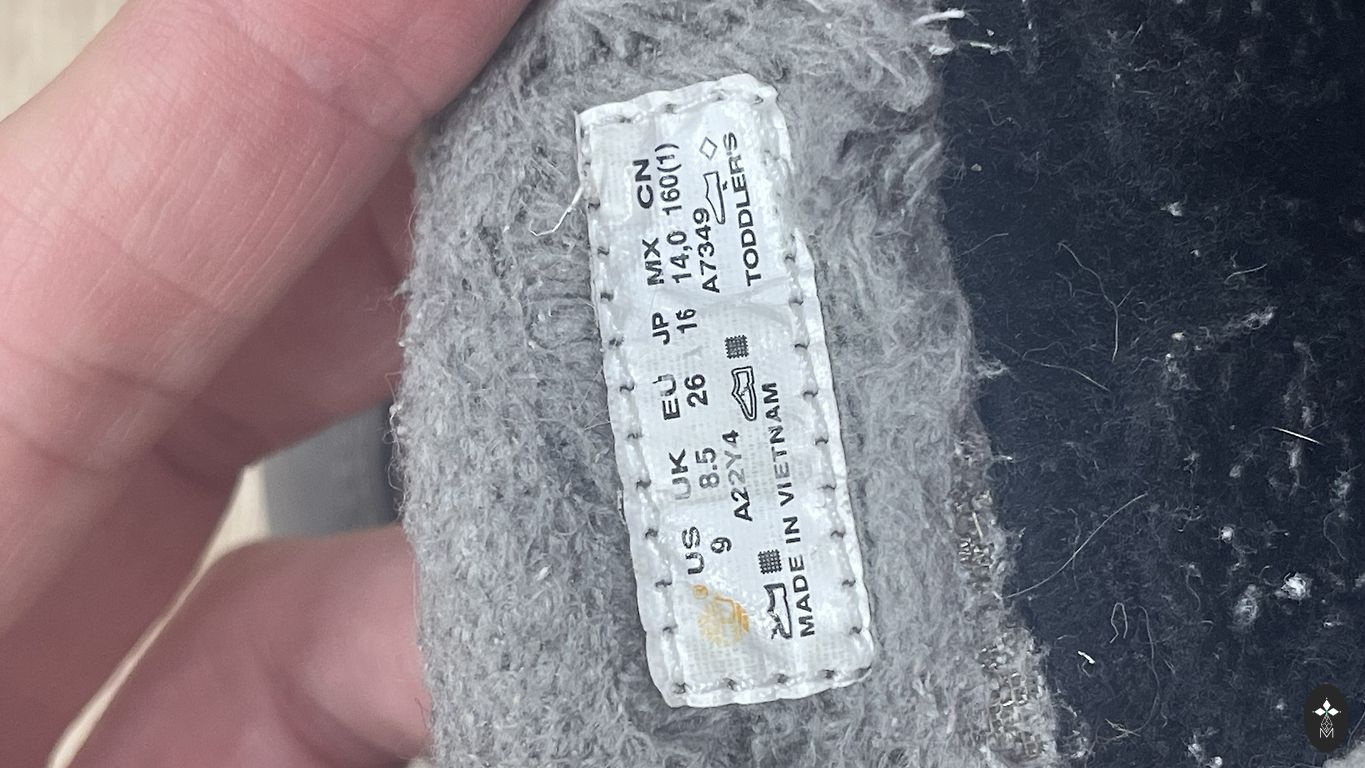 US UK EU JP MX CN
9 8.5 26 16 14,0 160(1)
A22Y4 A7349
MADE IN VIETNAM TODDLER'S
M